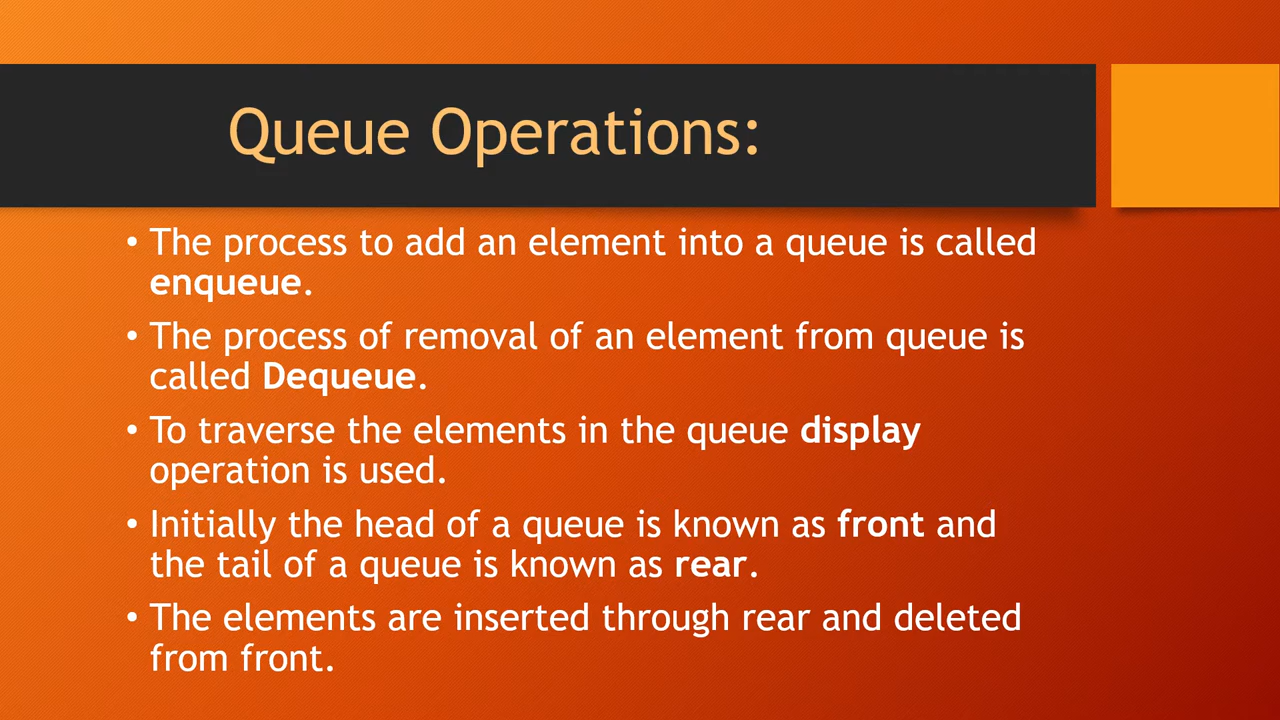 Queue Operations:
• The process to add an element into a queue is called
enqueue.
• The process of removal of an element from queue is
called Dequeue.
• To traverse the elements in the queue display
operation is used.
• Initially the head of a queue is known as front and
the tail of a queue is known as rear.
• The elements are inserted through rear and deleted
from front.